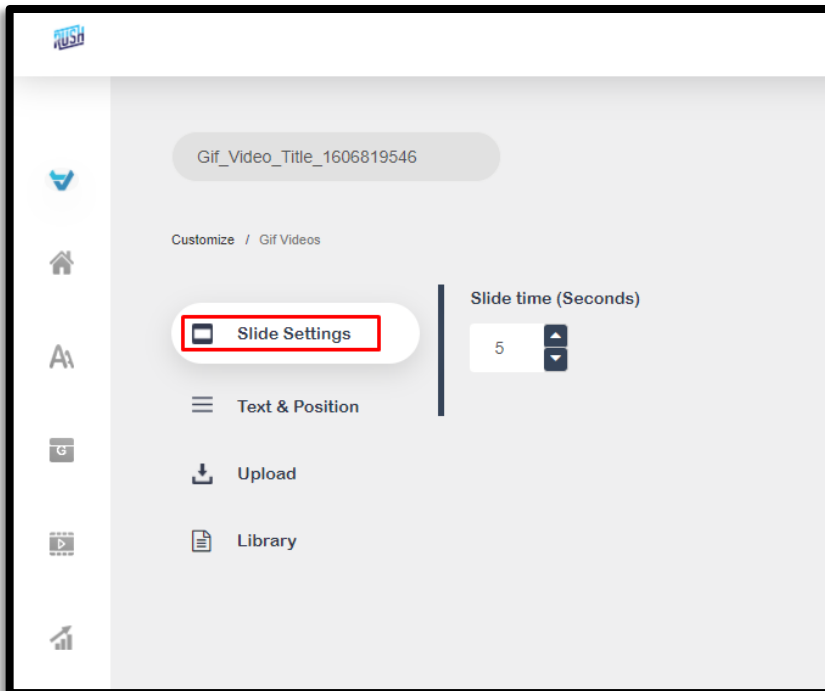 RUSH
Gif_Video_Title_1606819546
Customize / Gif Videos
Slide Settings
Slide time (Seconds)
5
Text & Position
Upload
Library
G